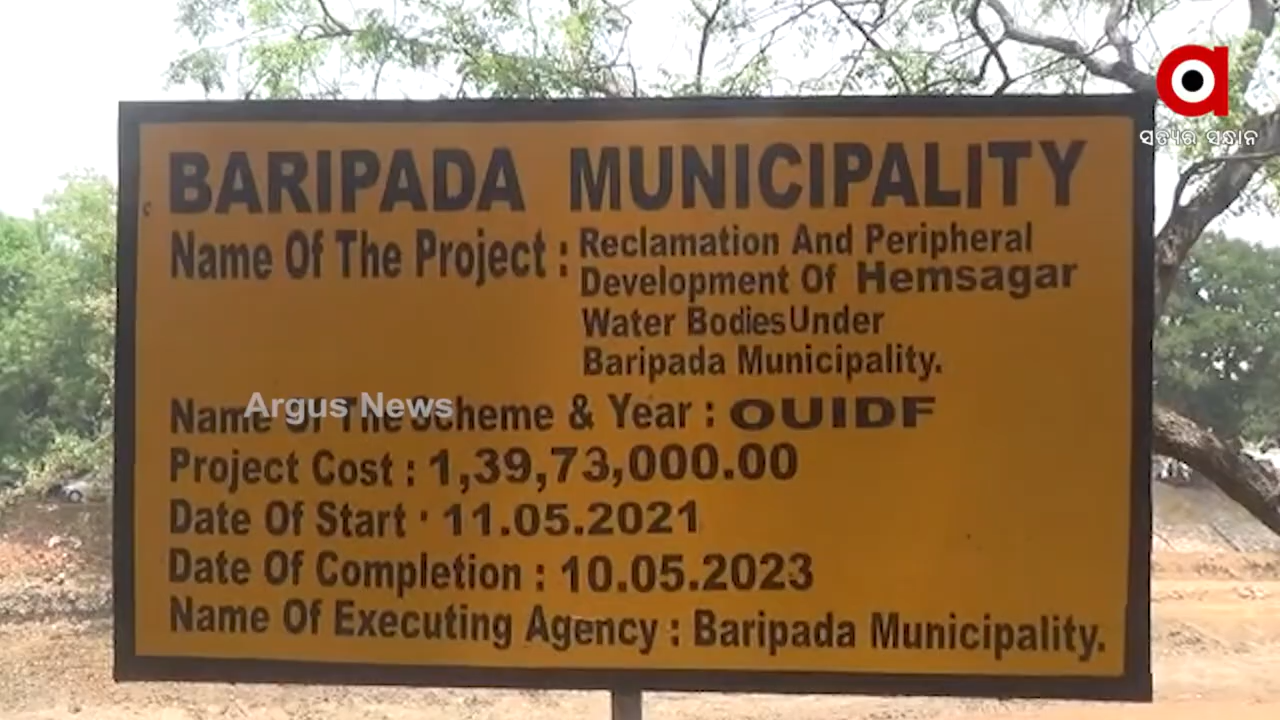 ସତ୍ୟର ସନ୍ଧାନ
BARIPADA MUNICIPALITY
Name Of The Project : Reclamation And Peripheral
Development Of Hemsagar
Water Bodies Under
Baripada Municipality.
Name Of The Scheme & Year : OUIDF
Argus News
Project Cost : 1,39,73,000.00
Date Of Start : 11.05.2021
Date Of Completion : 10.05.2023
Name Of Executing Agency : Baripada Municipality.